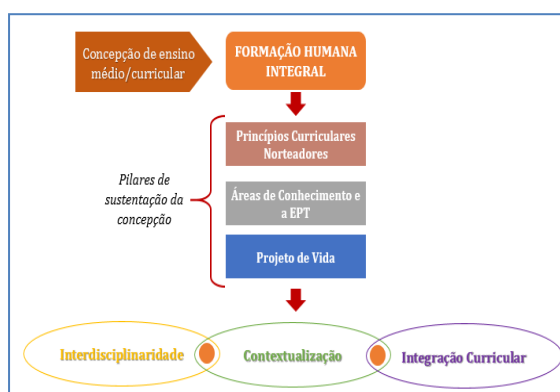 Concepção de ensino
médio/curricular
FORMAÇÃO HUMANA
INTEGRAL
Princípios Curriculares
Norteadores
Pilares de
sustentação da
concepção
Áreas de Conhecimento e
a EPT
Projeto de Vida
Interdisciplinaridade
Contextualização
Integração Curricular